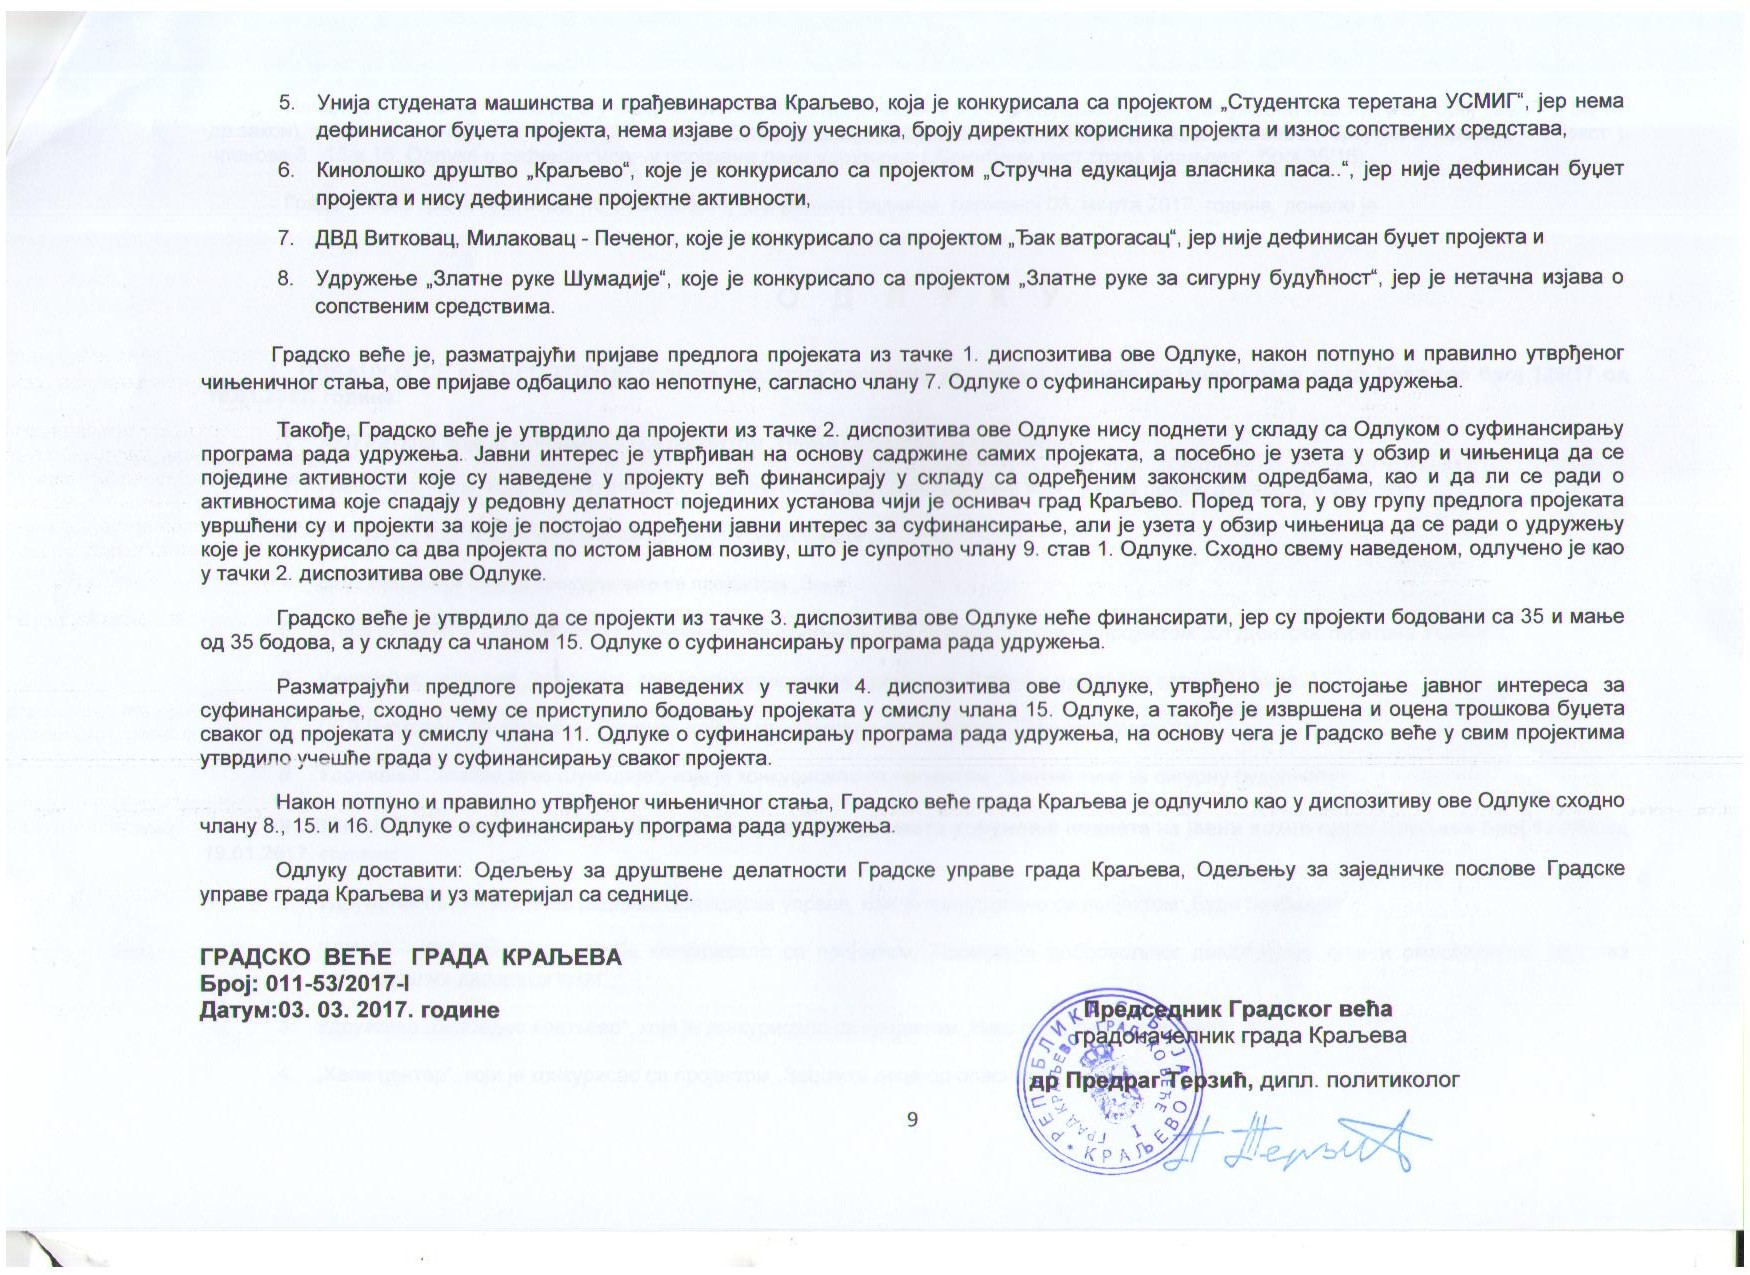 5. Унија студената машинства и грађевинарства Краљево, која је конкурисала са пројектом „Студентска теретана УСМИГ“, јер нема
дефинисаног буџета пројекта, нема изјаве о броју учесника, броју директних корисника пројекта и износ сопствених средстава,
6. Кинолошко друштво „Краљево“, које је конкурисало са пројектом „Стручна едукација власника паса..“, јер није дефинисан буџет
пројекта и нису дефинисане пројектне активности,
7. ДВД Витковац, Милаковац - Печеног, које је конкурисало са пројектом „Ђак ватрогасац“, јер није дефинисан буџет пројекта и
8. Удружење „Златне руке Шумадије“, које је конкурисало са пројектом „Златне руке за сигурну будућност“, јер је нетачна изјава о
сопственим средствима.
Градско веће је, разматрајући пријаве предлога пројеката из тачке 1. диспозитива ове Одлуке, након потпуно и правилно утврђеног
чињеничног стања, ове пријаве одбацило као непотпуне, сагласно члану 7. Одлуке о суфинансирању програма рада удружења.
Такође, Градско веће је утврдило да пројекти из тачке 2. диспозитива ове Одлуке нису поднети у складу са Одлуком о суфинансирању
програма рада удружења. Јавни интерес је утврђиван на основу садржине самих пројеката, а посебно је узета у обзир и чињеница да се
поједине активности које су наведене у пројекту већ финансирају у складу са одређеним законским одредбама, као и да ли се ради о
активностима које спадају у редовну делатност појединих установа чији је оснивач град Краљево. Поред тога, у ову групу предлога пројеката
увршћени су и пројекти за које је постојао одређени јавни интерес за суфинансирање, али је узета у обзир чињеница да се ради о удружењу
које је конкурисало са два пројекта по истом јавном позиву, што је супротно члану 9. став 1. Одлуке. Сходно свему наведеном, одлучено је као
у тачки 2. диспозитива ове Одлуке.
Градско веће је утврдило да се пројекти из тачке 3. диспозитива ове Одлуке неће финансирати, јер су пројекти бодовани са 35 и мање
од 35 бодова, а у складу са чланом 15. Одлуке о суфинансирању програма рада удружења.
Разматрајући предлоге пројеката наведених у тачки 4. диспозитива ове Одлуке, утврђено је постојање јавног интереса за
суфинансирање, сходно чему се приступило бодовању пројеката у смислу члана 15. Одлуке, а такође је извршена и оцена трошкова буџета
сваког од пројеката у смислу члана 11. Одлуке о суфинансирању програма рада удружења, на основу чега је Градско веће у свим пројектима
утврдило учешће града у суфинансирању сваког пројекта.
Након потпуно и правилно утврђеног чињеничног стања, Градско веће града Краљева је одлучило као у диспозитиву ове Одлуке сходно
члану 8., 15. и 16. Одлуке о суфинансирању програма рада удружења.
Одлуку доставити: Одељењу за друштвене делатности Градске управе града Краљева, Одељењу за заједничке послове Градске
управе града Краљева и уз материјал са седнице.
ГРАДСКО ВЕЋЕ ГРАДА КРАЉЕВА
Број: 011-53/2017-I
Датум:03. 03. 2017. године
Председник Градског већа
градоначелник града Краљева
др Предраг Терзић, дипл. политиколог
РЕПУБЛИКА СРБИЈА
ГРАД КРАЉЕВО ГРАДСКО ВЕЋЕ
I
КРАЉЕВО
9